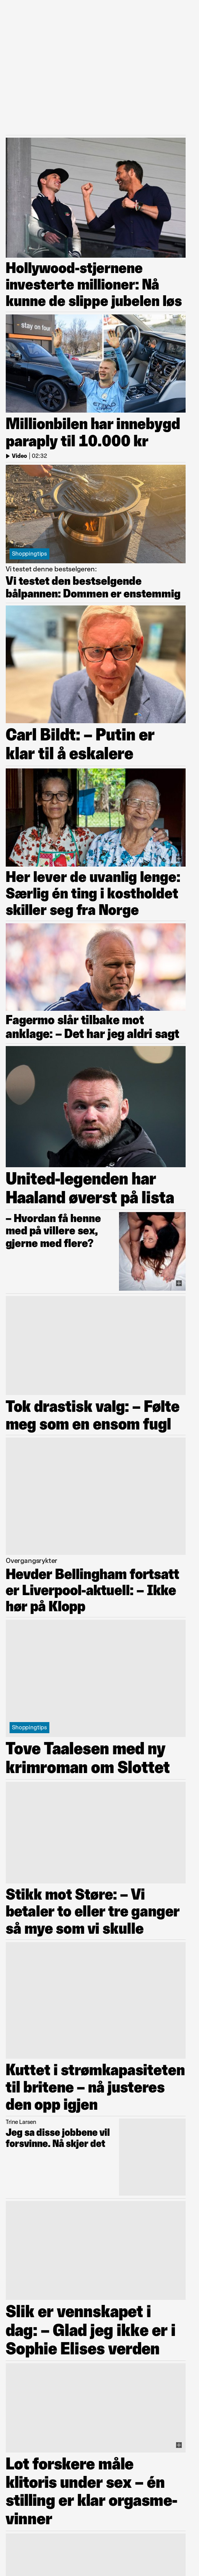 Hollywood-stjernene
investerte millioner: Nå
kunne de slippe jubelen løs
stay on four
Millionbilen har innebygd
paraply til 10.000 kr
Video | 02:32
Shoppingtips
Vi testet denne bestselgeren:
Vi testet den bestselgende
bålpannen: Dommen er enstemmig
Carl Bildt: – Putin er
klar til å eskalere
Her lever de uvanlig lenge:
Særlig én ting i kostholdet
skiller seg fra Norge
Fagermo slår tilbake mot
anklage: – Det har jeg aldri sagt
United-legenden har
Haaland øverst på lista
– Hvordan få henne
med på villere sex,
gjerne med flere?
Tok drastisk valg: – Følte
meg som en ensom fugl
Overgangsrykter
Hevder Bellingham fortsatt
er Liverpool-aktuell: – Ikke
hør på Klopp
Shoppingtips
Tove Taalesen med ny
krimroman om Slottet
Stikk mot Støre: – Vi
betaler to eller tre ganger
så mye som vi skulle
Kuttet i strømkapasiteten
til britene – nå justeres
den opp igjen
Trine Larsen
Jeg sa disse jobbene vil
forsvinne. Nå skjer det
Slik er vennskapet i
dag: – Glad jeg ikke er i
Sophie Elises verden
Lot forskere måle
klitoris under sex – én
stilling er klar orgasme-
vinner